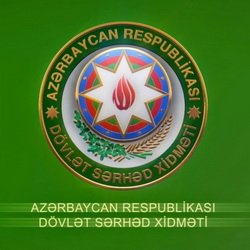 AZƏRBAYCAN RESPUBLİKASI
DÖVLƏT SƏRHƏD XİDMƏTİ
AZƏRBAYCAN RESPUBLİKASI
DÖVLƏT SƏRHƏD XİDMƏTİ